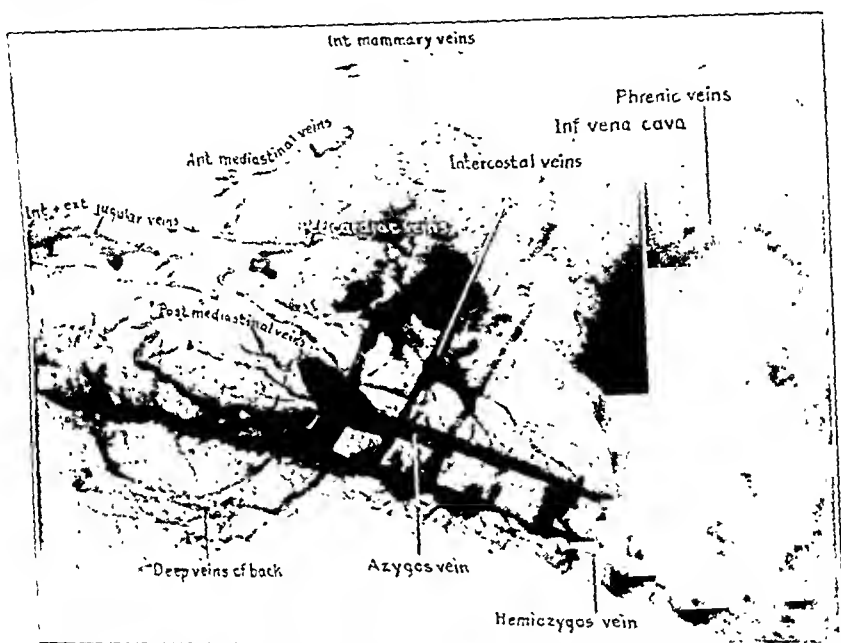 Int mammary veins
Phrenic veins
Inf vena cava
Ant mediastinal veins
Intercostal veins
Int + ext jugular veins
Pericardiac veins
Post mediastinal veins
Deep veins of back
Azygos vein
Hemiazygos vein